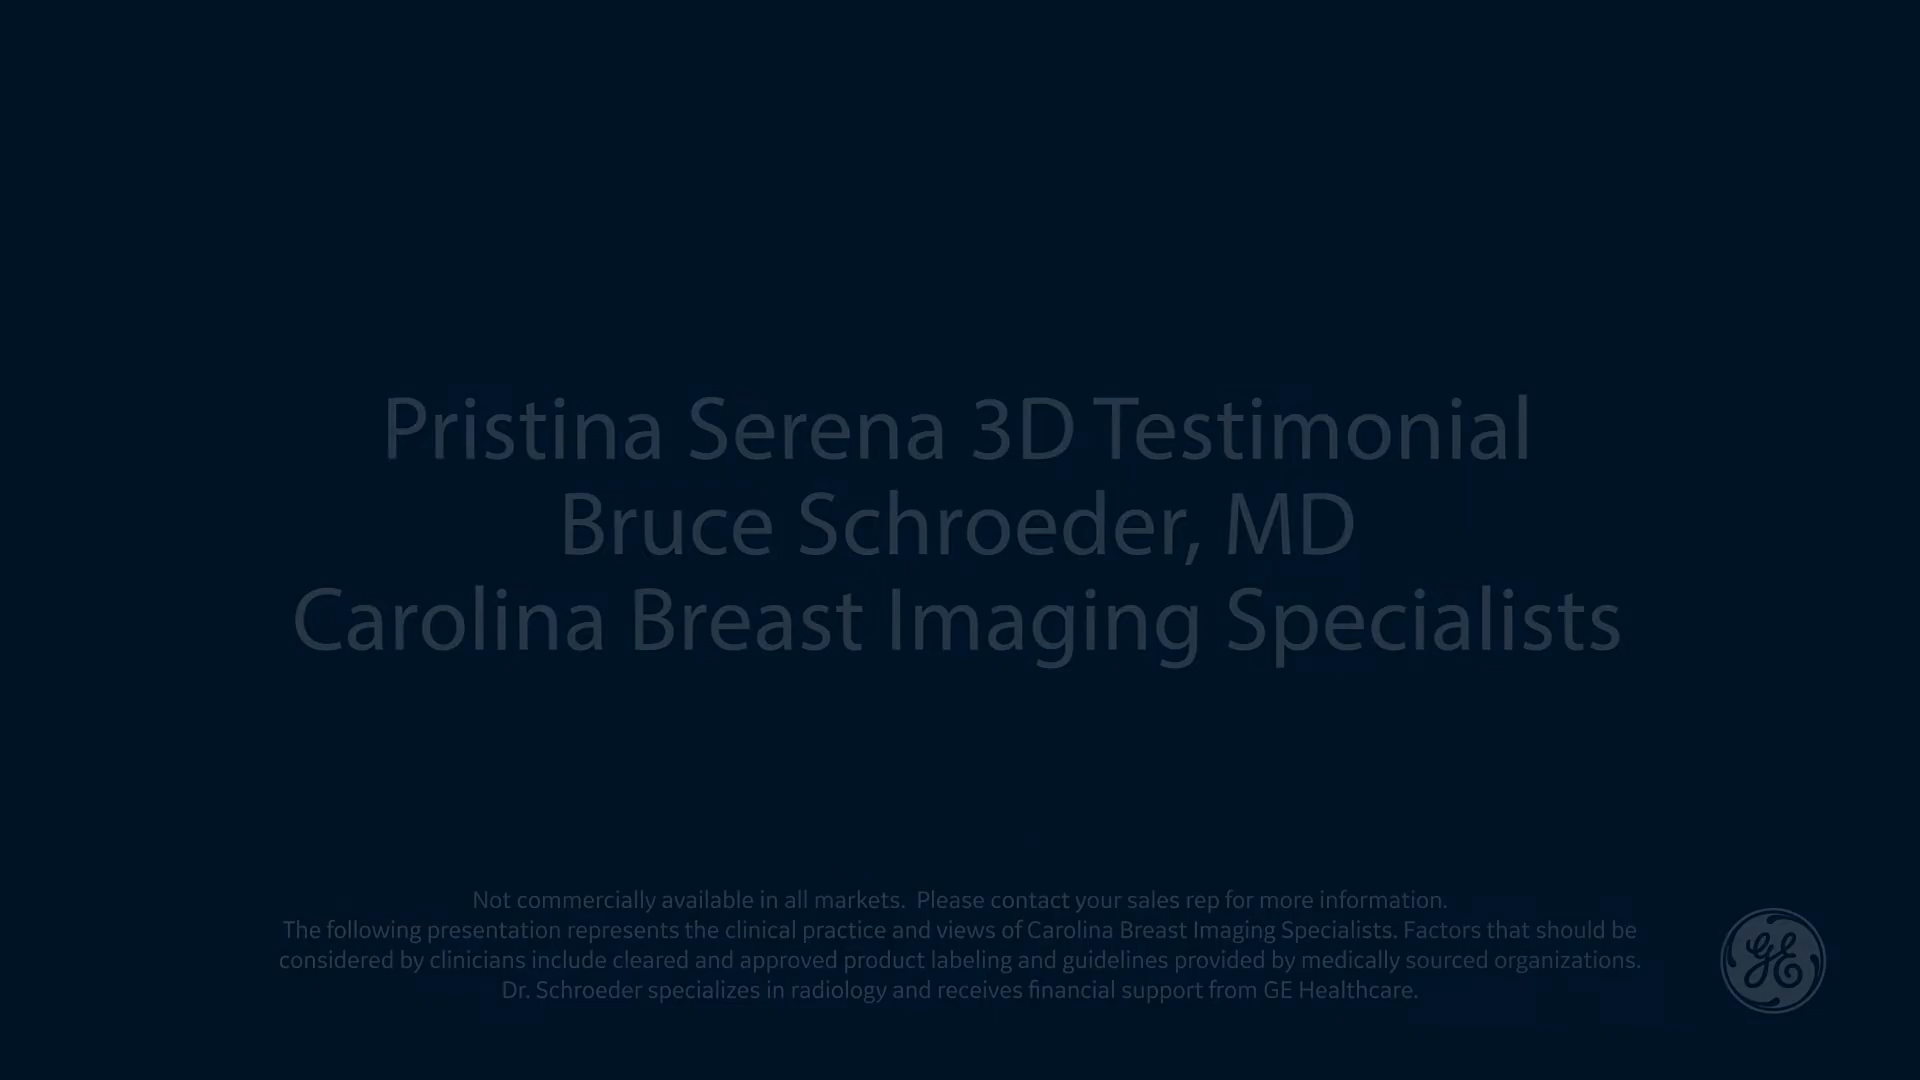 Pristina Serena 3D Testimonial
Bruce Schroeder, MD
Carolina Breast Imaging Specialists
Not commercially available in all markets.  Please contact your sales rep for more information.
The following presentation represents the clinical practice and views of Carolina Breast Imaging Specialists. Factors that should be
considered by clinicians include cleared and approved product labeling and guidelines provided by medically sourced organizations.
Dr. Schroeder specializes in radiology and receives financial support from GE Healthcare.
GE